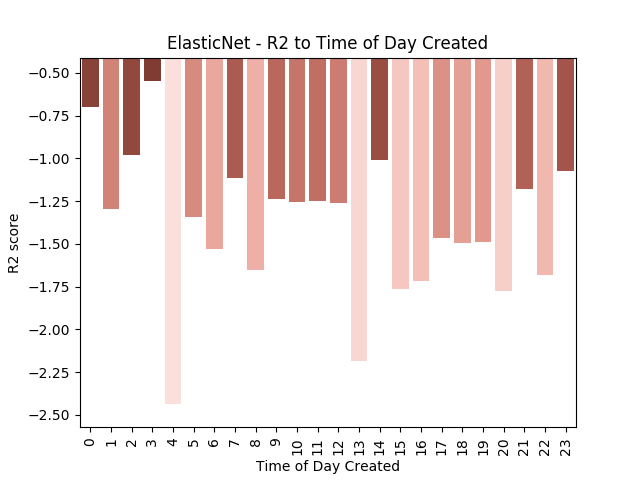 ElasticNet - R2 to Time of Day Created
−0.50
−0.75
−1.00
−1.25
−1.50
−1.75
−2.00
−2.25
−2.50
R2 score
0 1 2 3 4 5 6 7 8 9 10 11 12 13 14 15 16 17 18 19 20 21 22 23
Time of Day Created